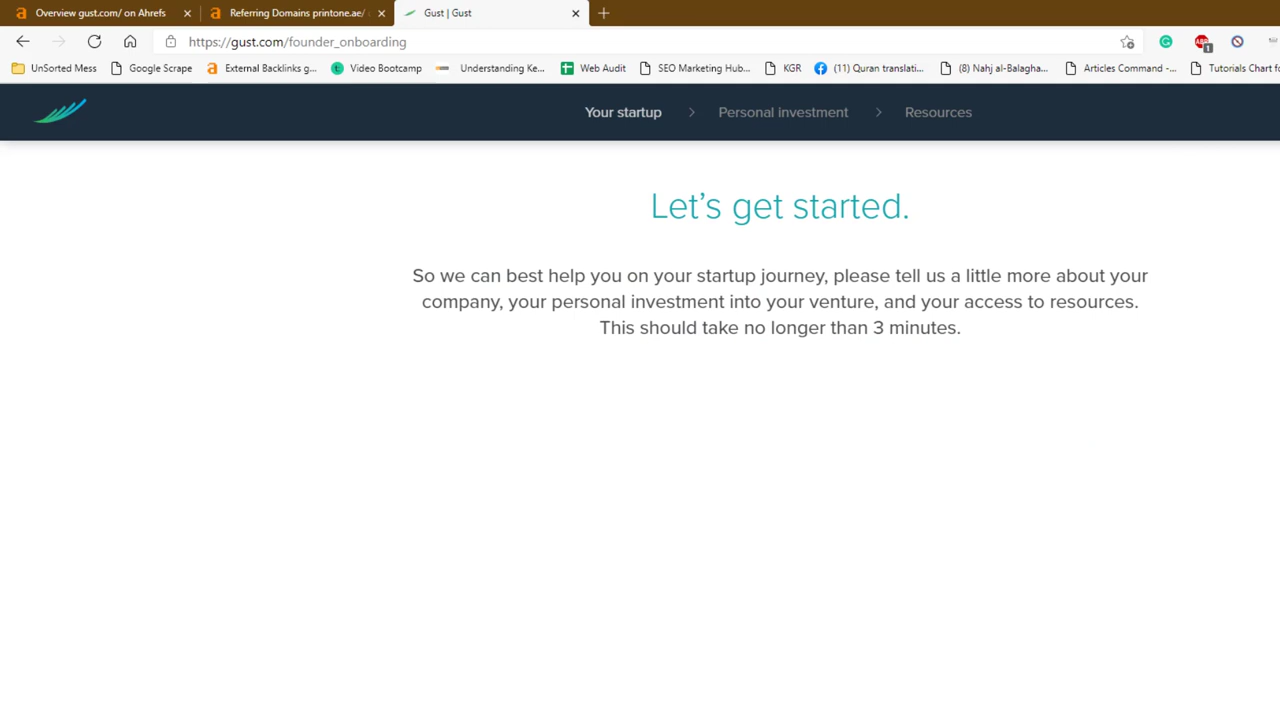 Overview gust.com/ on Ahrefs
Referring Domains printone.ae/
Gust | Gust
https://gust.com/founder_onboarding
ABP
1
UnSorted Mess
Google Scrape
External Backlinks g...
Video Bootcamp
Understanding Ke...
Web Audit
SEO Marketing Hub...
KGR
(11) Quran translati...
(8) Nahj al-Balagha...
Articles Command -...
Tutorials Chart for
Your startup
Personal investment
Resources
Let's get started.
So we can best help you on your startup journey, please tell us a little more about your
company, your personal investment into your venture, and your access to resources.
This should take no longer than 3 minutes.